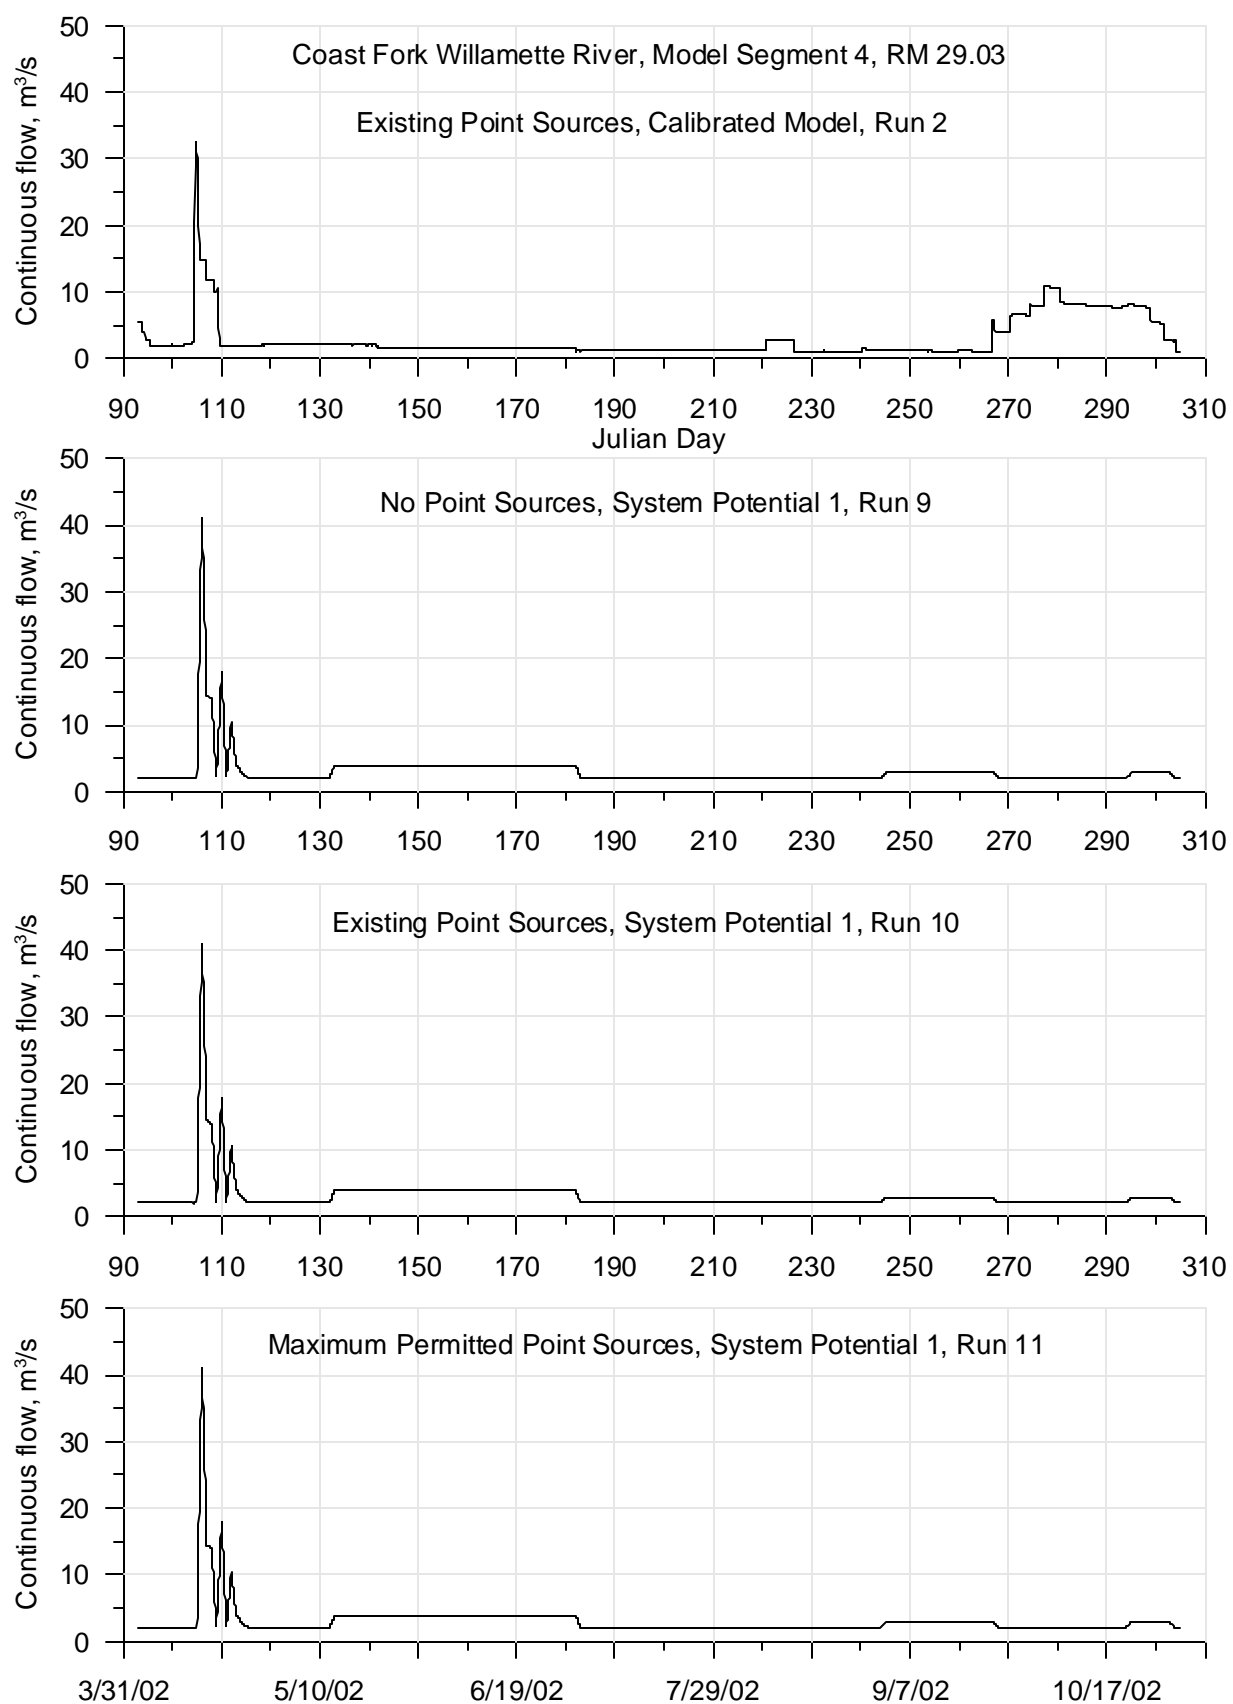 50
Coast Fork Willamette River, Model Segment 4, RM 29.03
40
Existing Point Sources, Calibrated Model, Run 2
30
20
10
0
Continuous flow, m³/s
90 110 130 150 170 190 210 230 250 270 290 310
Julian Day
50
No Point Sources, System Potential 1, Run 9
40
30
20
10
0
Continuous flow, m³/s
90 110 130 150 170 190 210 230 250 270 290 310
50
Existing Point Sources, System Potential 1, Run 10
40
30
20
10
0
Continuous flow, m³/s
90 110 130 150 170 190 210 230 250 270 290 310
50
Maximum Permitted Point Sources, System Potential 1, Run 11
40
30
20
10
0
Continuous flow, m³/s
3/31/02 5/10/02 6/19/02 7/29/02 9/7/02 10/17/02